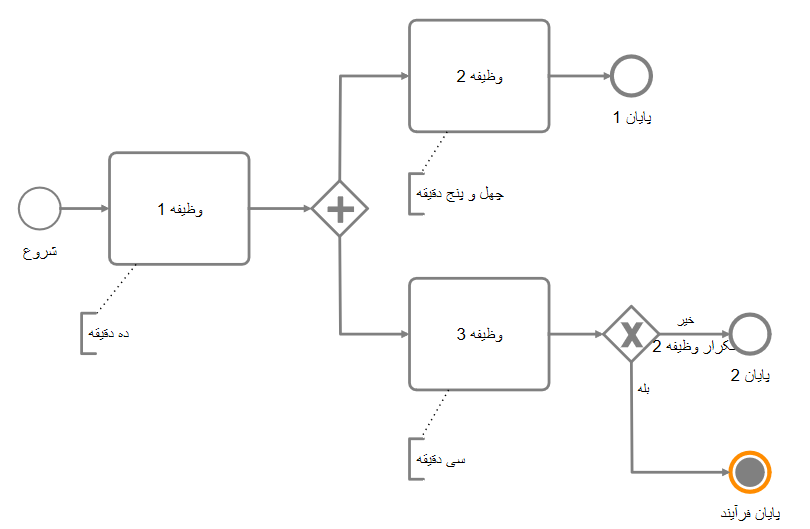 وظیفه 2
پایان 1
چهل و پنج دقیقه
وظیفه 1
شروع
ده دقیقه
وظیفه 3
خیر
تکرار وظیفه 2
پایان 2
بله
سی دقیقه
پایان فرآیند